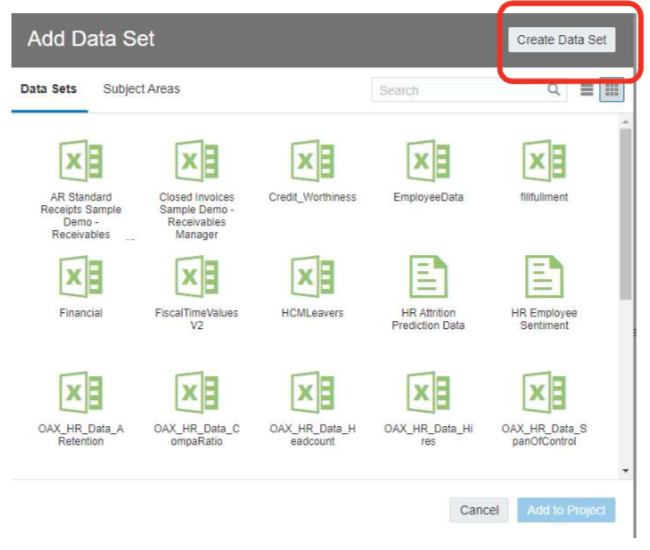 Add Data Set
Create Data Set
Data Sets
Subject Areas
Search
AR Standard
Receipts Sample
Demo -
Receivables ...
Closed Invoices
Sample Demo -
Receivables
Manager
Credit_Worthiness
EmployeeData
fillfullment
Financial
FiscalTimeValues
V2
HCMLeavers
HR Attrition
Prediction Data
HR Employee
Sentiment
OAX_HR_Data_A
Retention
OAX_HR_Data_C
ompaRatio
OAX_HR_Data_H
eadcount
OAX_HR_Data_Hi
res
OAX_HR_Data_S
panOfControl
Cancel
Add to Project